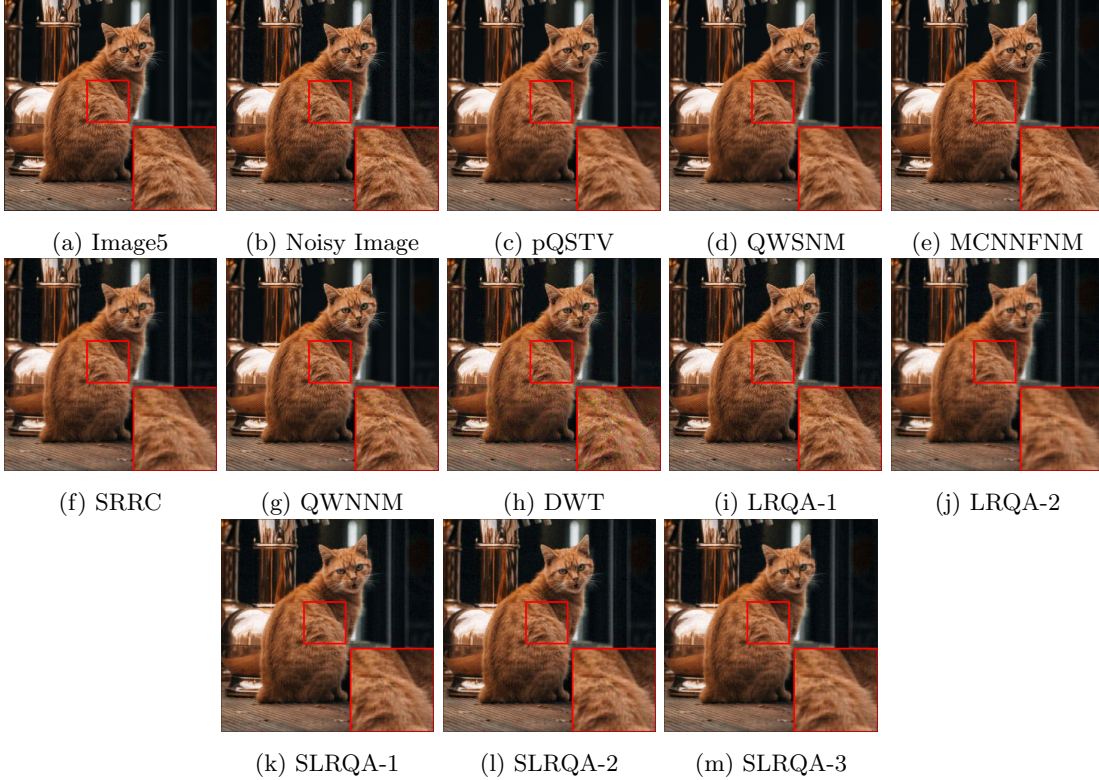 (a) Image5
(b) Noisy Image
(c) pQSTV
(d) QWSNM
(e) MCNNFNM
(f) SRRC
(g) QWNNM
(h) DWT
(i) LRQA-1
(j) LRQA-2
(k) SLRQA-1
(l) SLRQA-2
(m) SLRQA-3